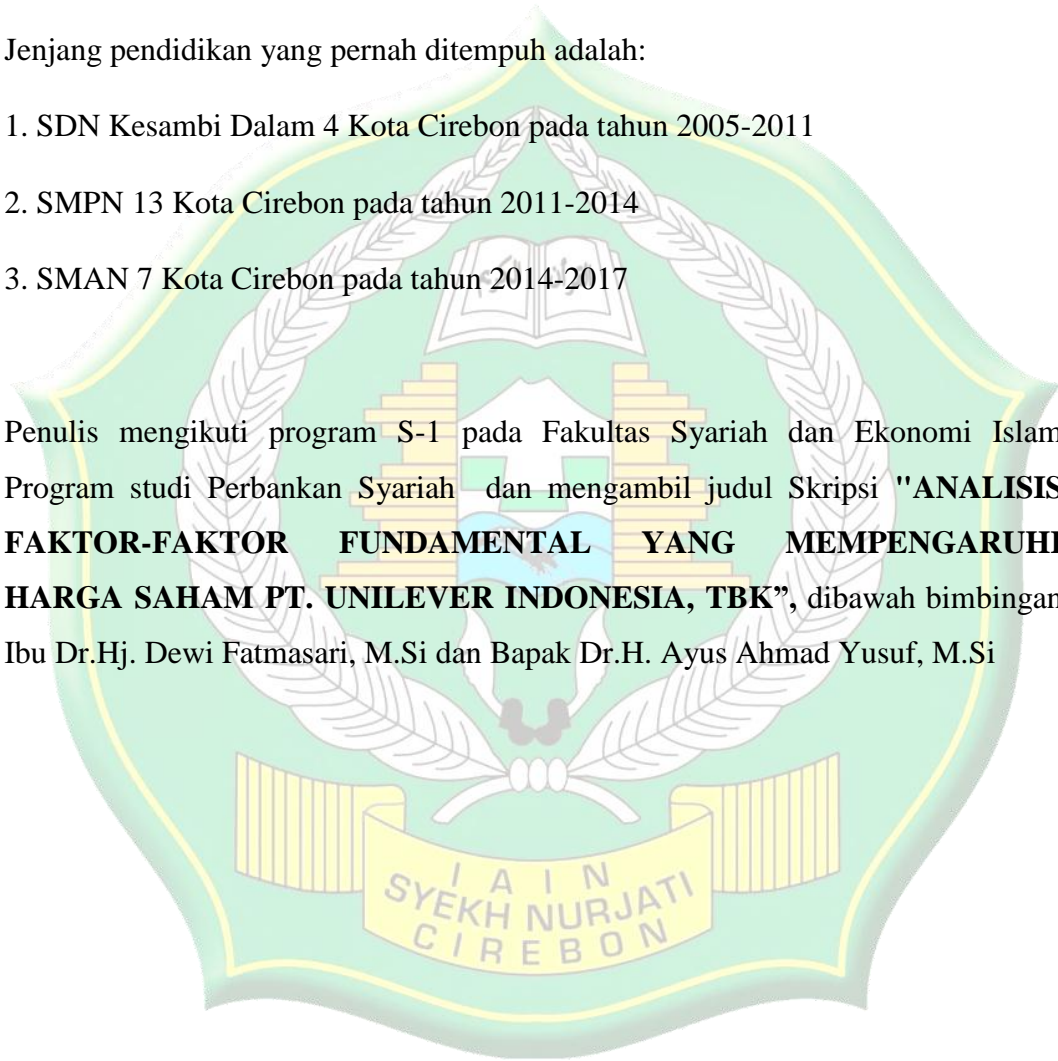 Jenjang pendidikan yang pernah ditempuh adalah:
1. SDN Kesambi Dalam 4 Kota Cirebon pada tahun 2005-2011
2. SMPN 13 Kota Cirebon pada tahun 2011-2014
3. SMAN 7 Kota Cirebon pada tahun 2014-2017
Penulis mengikuti program S-1 pada Fakultas Syariah dan Ekonomi Islam
Program studi Perbankan Syariah dan mengambil judul Skripsi "ANALISIS
FAKTOR-FAKTOR FUNDAMENTAL YANG MEMPENGARUHI
HARGA SAHAM PT. UNILEVER INDONESIA, TBK”, dibawah bimbingan
Ibu Dr.Hj. Dewi Fatmasari, M.Si dan Bapak Dr.H. Ayus Ahmad Yusuf, M.Si
IAIN
SYEKH NURJATI
CIREBON